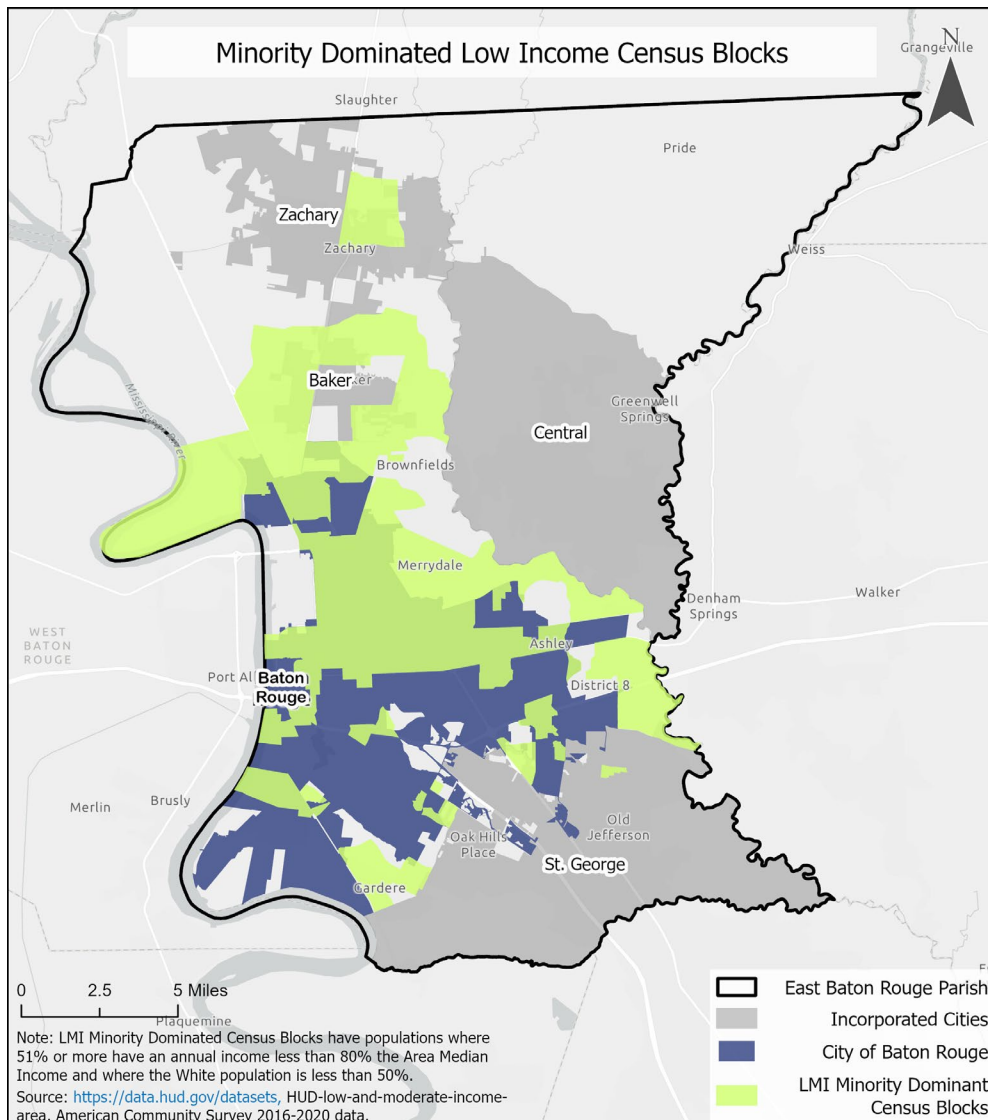 Minority Dominated Low Income Census Blocks
N
Grangeville
Slaughter
Pride
Zachary
Zachary
Weiss
Mississippi River
Baker
Greenwell
Springs
Central
Brownfields
Merrydale
Denham
Springs
Walker
WEST
BATON
ROUGE
Ashley
Port Al
Baton
Rouge
District 8
Merlin
Brusly
Old
Jefferson
Oak Hills
Place
St. George
Gardere
0 2.5 5 Miles
Plaquemine
Note: LMI Minority Dominated Census Blocks have populations where
51% or more have an annual income less than 80% the Area Median
Income and where the White population is less than 50%.
Source: https://data.hud.gov/datasets, HUD-low-and-moderate-income-
area. American Community Survey 2016-2020 data.
East Baton Rouge Parish
Incorporated Cities
City of Baton Rouge
LMI Minority Dominant
Census Blocks